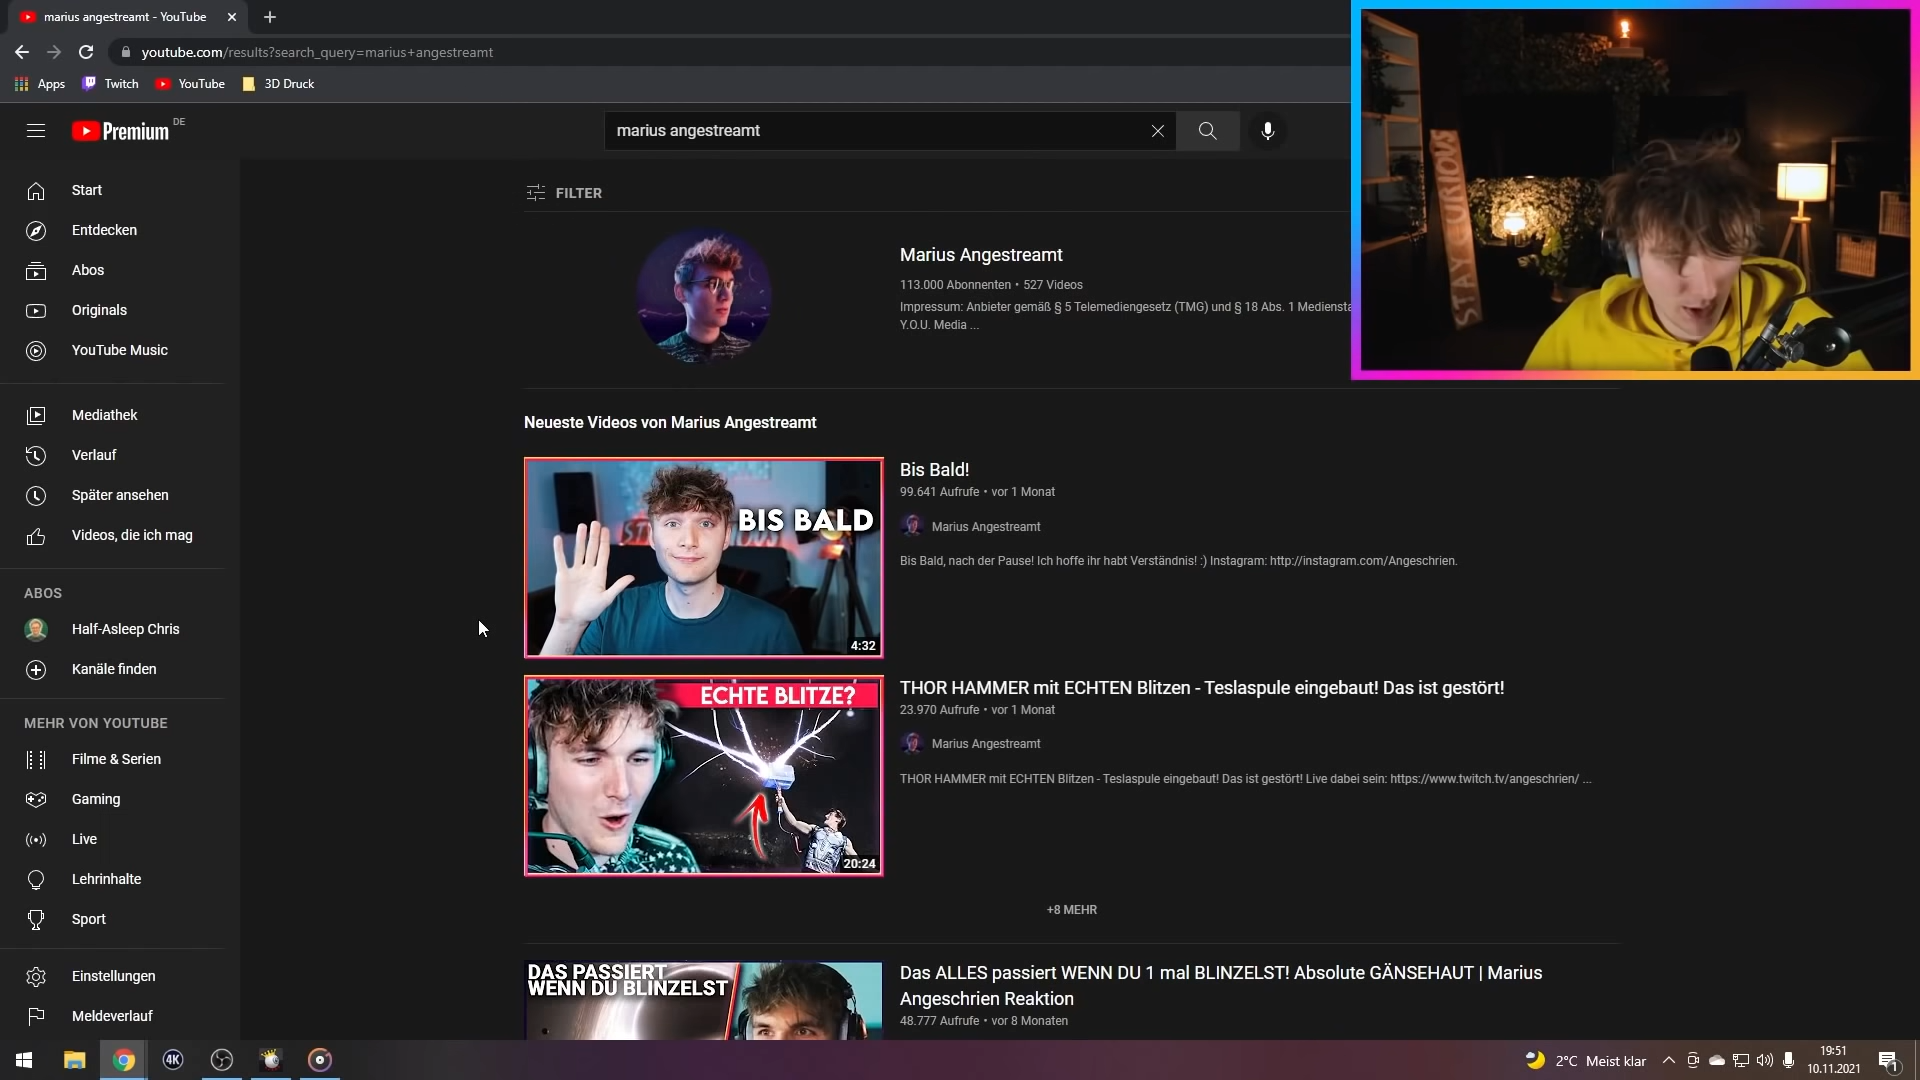 marius angestreamt - YouTube
youtube.com/results?search_query=marius+angestreamt
Apps
Twitch
YouTube
3D Druck
Premium DE
marius angestreamt
FILTER
Start
Entdecken
Abos
Originals
YouTube Music
Mediathek
Verlauf
Später ansehen
Videos, die ich mag
ABOS
Half-Asleep Chris
Kanäle finden
MEHR VON YOUTUBE
Filme & Serien
Gaming
Live
Lehrinhalte
Sport
Einstellungen
Meldeverlauf
Marius Angestreamt
113.000 Abonnenten • 527 Videos
Impressum: Anbieter gemäß § 5 Telemediengesetz (TMG) und § 18 Abs. 1 Mediensta
Y.O.U. Media ...
STAY CURIOUS
Neueste Videos von Marius Angestreamt
BIS BALD
4:32
Bis Bald!
99.641 Aufrufe • vor 1 Monat
Marius Angestreamt
Bis Bald, nach der Pause! Ich hoffe ihr habt Verständnis! :) Instagram: http://instagram.com/Angeschrien.
ECHTE BLITZE?
20:24
THOR HAMMER mit ECHTEN Blitzen - Teslaspule eingebaut! Das ist gestört!
23.970 Aufrufe • vor 1 Monat
Marius Angestreamt
THOR HAMMER mit ECHTEN Blitzen - Teslaspule eingebaut! Das ist gestört! Live dabei sein: https://www.twitch.tv/angeschrien/ ...
+8 MEHR
DAS PASSIERT
WENN DU BLINZELST
Das ALLES passiert WENN DU 1 mal BLINZELST! Absolute GÄNSEHAUT | Marius
Angeschrien Reaktion
48.777 Aufrufe • vor 8 Monaten
4K
2°C Meist klar
19:51
10.11.2021
1